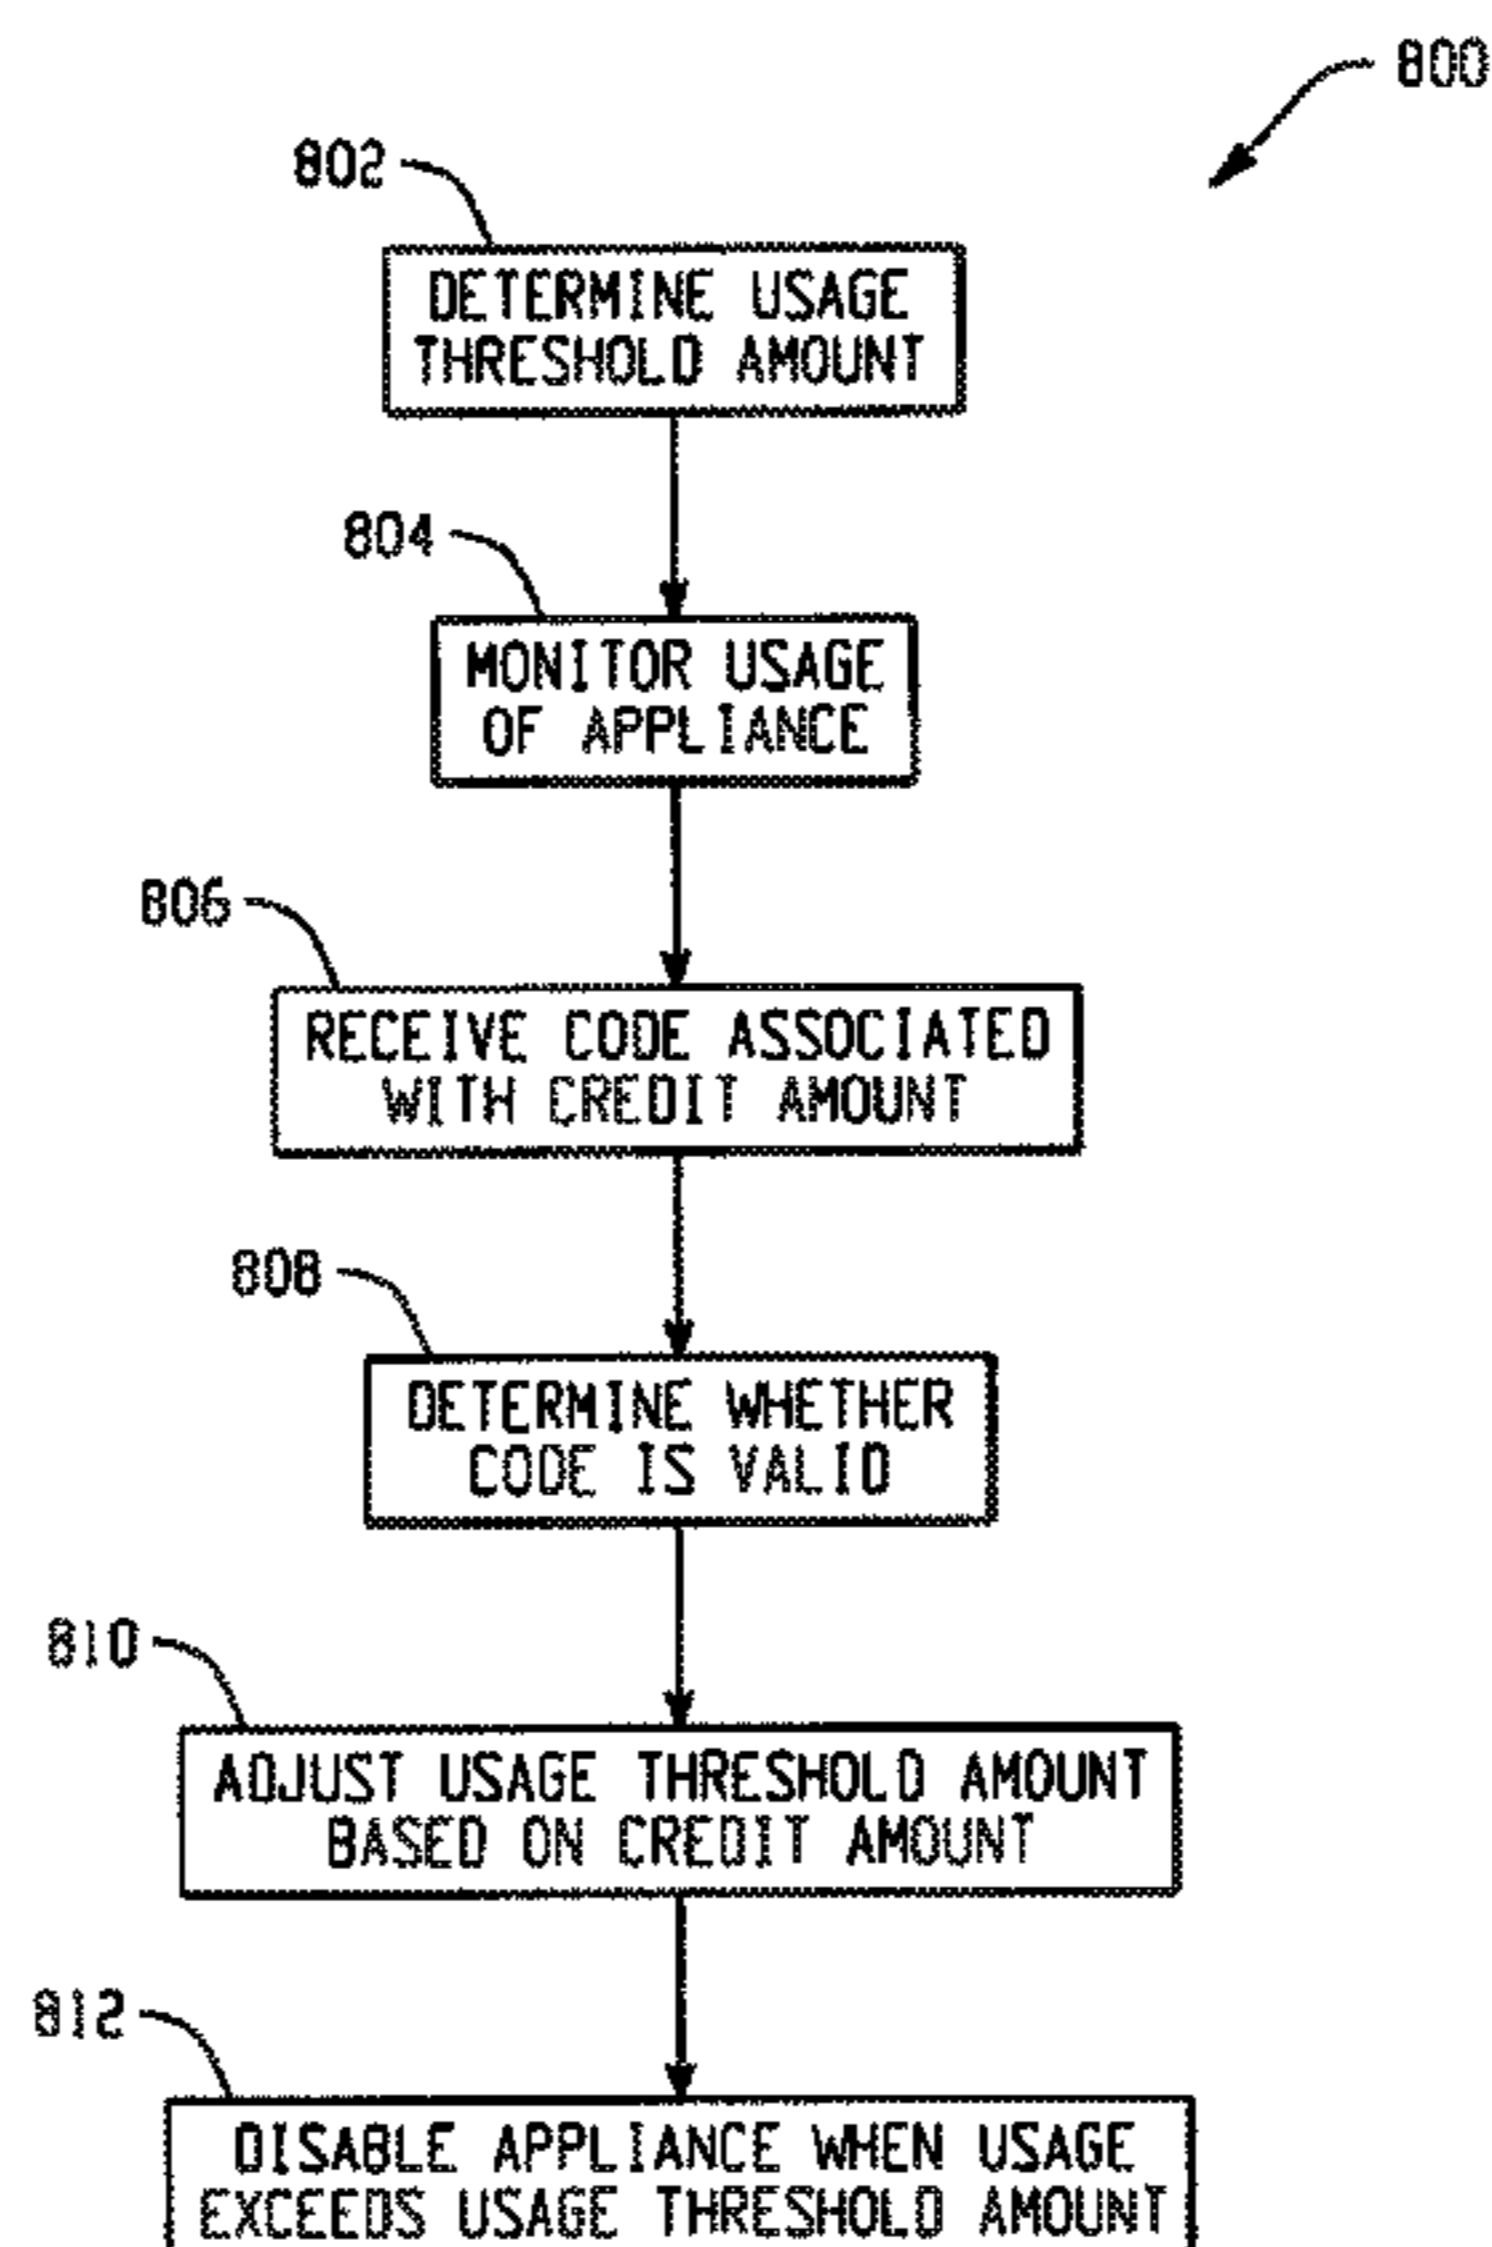 800
802
DETERMINE USAGE
THRESHOLD AMOUNT
804
MONITOR USAGE
OF APPLIANCE
806
RECEIVE CODE ASSOCIATED
WITH CREDIT AMOUNT
808
DETERMINE WHETHER
CODE IS VALID
810
ADJUST USAGE THRESHOLD AMOUNT
BASED ON CREDIT AMOUNT
812
DISABLE APPLIANCE WHEN USAGE
EXCEEDS USAGE THRESHOLD AMOUNT